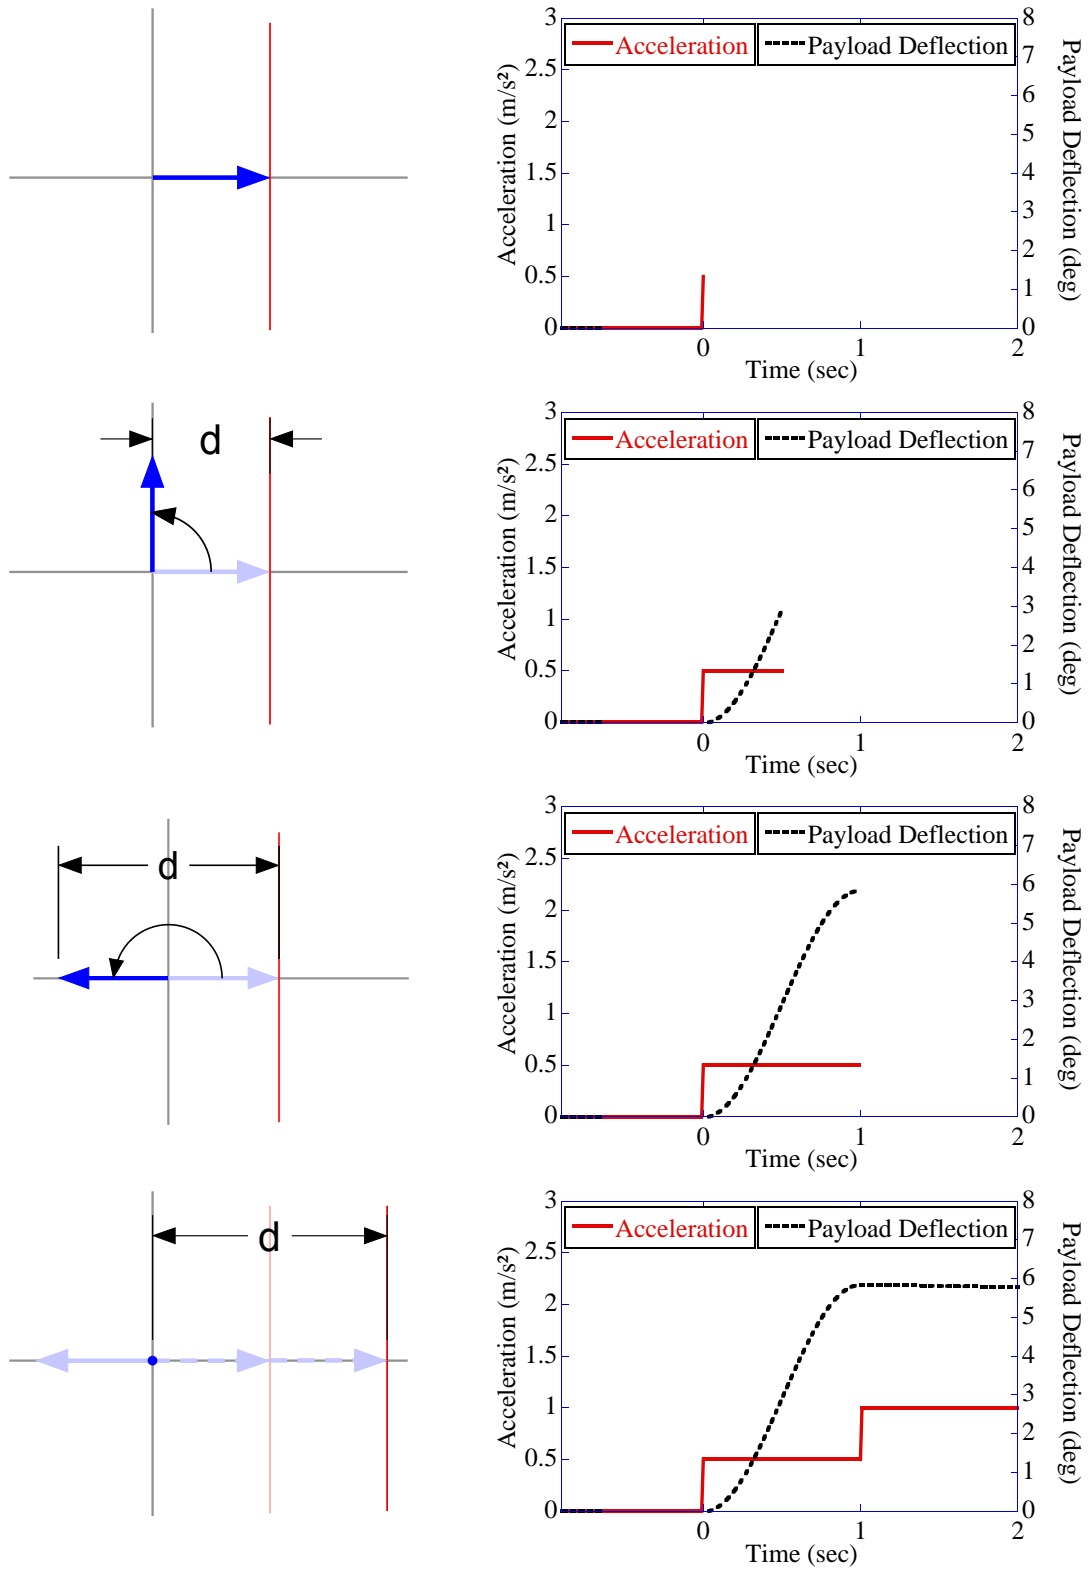 3
2.5
2
1.5
1
0.5
0
Acceleration (m/s²)
Acceleration
Payload Deflection
8
7
6
5
4
3
2
1
0
Payload Deflection (deg)
0 1 2
Time (sec)
d
3
2.5
2
1.5
1
0.5
0
Acceleration (m/s²)
Acceleration
Payload Deflection
8
7
6
5
4
3
2
1
0
Payload Deflection (deg)
0 1 2
Time (sec)
d
3
2.5
2
1.5
1
0.5
0
Acceleration (m/s²)
Acceleration
Payload Deflection
8
7
6
5
4
3
2
1
0
Payload Deflection (deg)
0 1 2
Time (sec)
d
3
2.5
2
1.5
1
0.5
0
Acceleration (m/s²)
Acceleration
Payload Deflection
8
7
6
5
4
3
2
1
0
Payload Deflection (deg)
0 1 2
Time (sec)